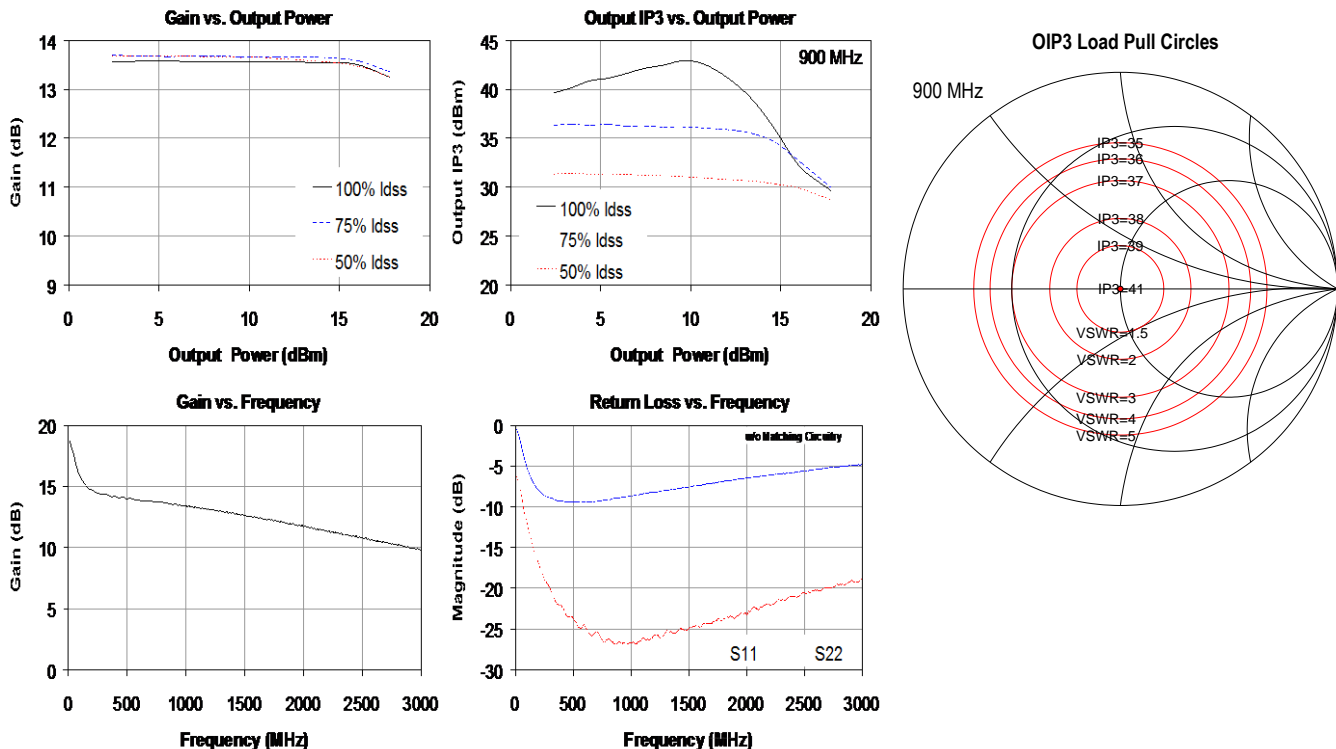 Gain vs. Output Power
14
13
12
11
10
9
Gain (dB)
100% Idss
75% Idss
50% Idss
0 5 10 15 20
Output Power (dBm)
Output IP3 vs. Output Power
45
40
35
30
25
20
Output IP3 (dBm)
900 MHz
100% Idss
75% Idss
50% Idss
0 5 10 15 20
Output Power (dBm)
OIP3 Load Pull Circles
900 MHz
IP3=35
IP3=36
IP3=37
IP3=38
IP3=39
IP3=41
VSWR=1.5
VSWR=2
VSWR=3
VSWR=4
VSWR=5
Gain vs. Frequency
20
15
10
5
0
Gain (dB)
0 500 1000 1500 2000 2500 3000
Frequency (MHz)
Return Loss vs. Frequency
0
-5
-10
-15
-20
-25
-30
Magnitude (dB)
w/o Matching Circuitry
S11 S22
0 500 1000 1500 2000 2500 3000
Frequency (MHz)